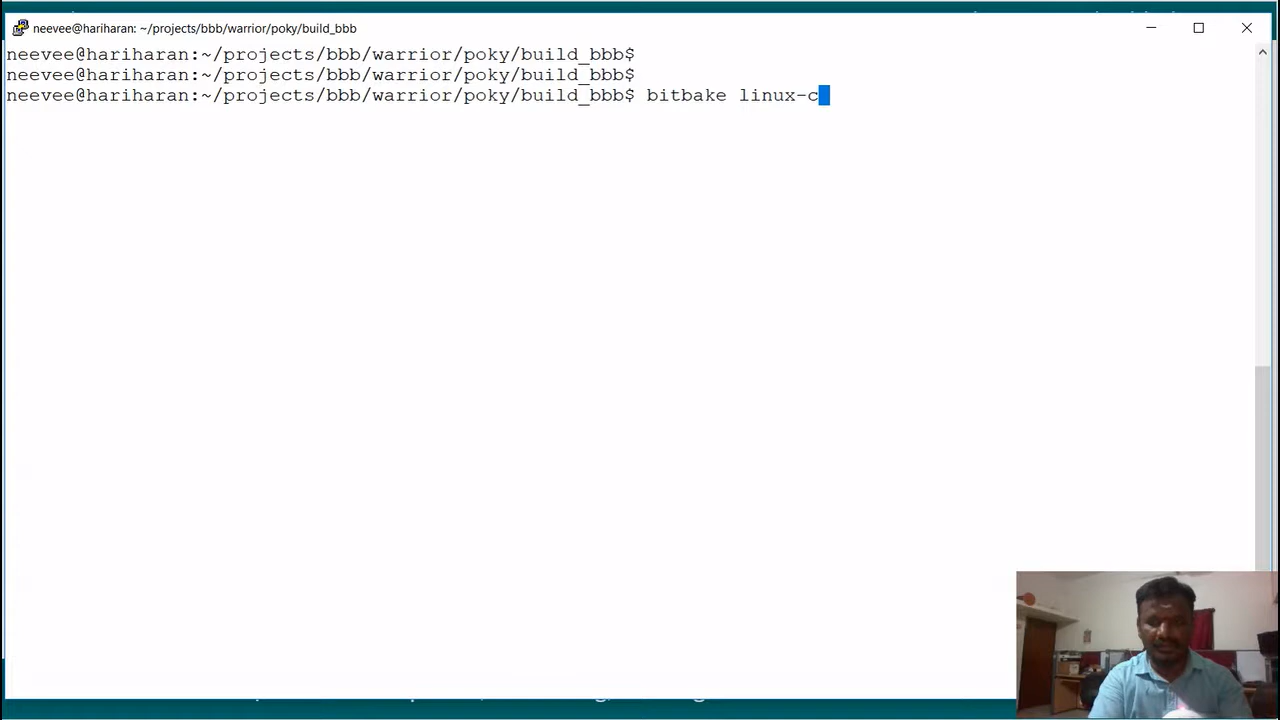 neevee@hariharan: ~/projects/bbb/warrior/poky/build_bbb
neevee@hariharan:~/projects/bbb/warrior/poky/build_bbb$
neevee@hariharan:~/projects/bbb/warrior/poky/build_bbb$
neevee@hariharan:~/projects/bbb/warrior/poky/build_bbb$ bitbake linux-c